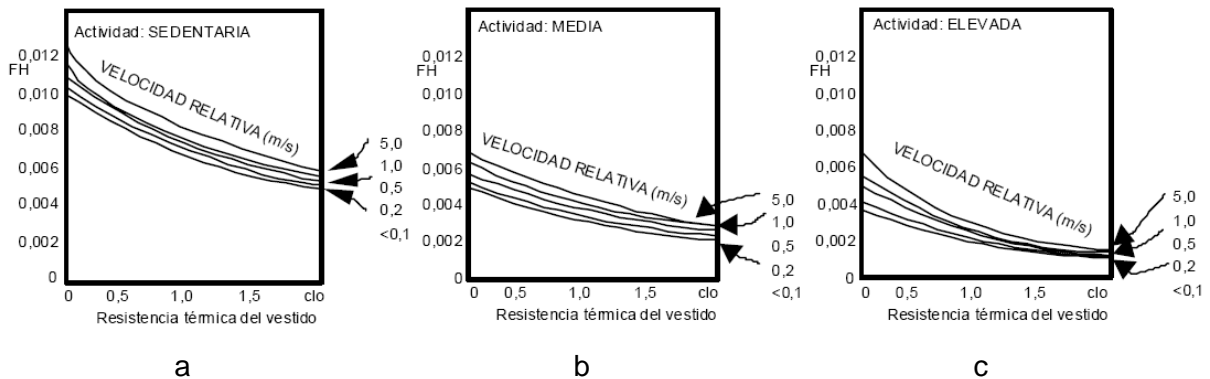 Actividad: SEDENTARIA
0,012
FH
0,010
0,008
0,006
0,004
0,002
0
VELOCIDAD RELATIVA (m/s)
5,0
1,0
0,5
0,2
<0,1
0 0,5 1,0 1,5 clo
Resistencia térmica del vestido
a
Actividad: MEDIA
0,012
FH
0,010
0,008
0,006
0,004
0,002
0
VELOCIDAD RELATIVA (m/s)
5,0
1,0
0,5
0,2
<0,1
0 0,5 1,0 1,5 clo
Resistencia térmica del vestido
b
Actividad: ELEVADA
0,012
FH
0,010
0,008
0,006
0,004
0,002
0
VELOCIDAD RELATIVA (m/s)
5,0
1,0
0,5
0,2
<0,1
0 0,5 1,0 1,5 clo
Resistencia térmica del vestido
c